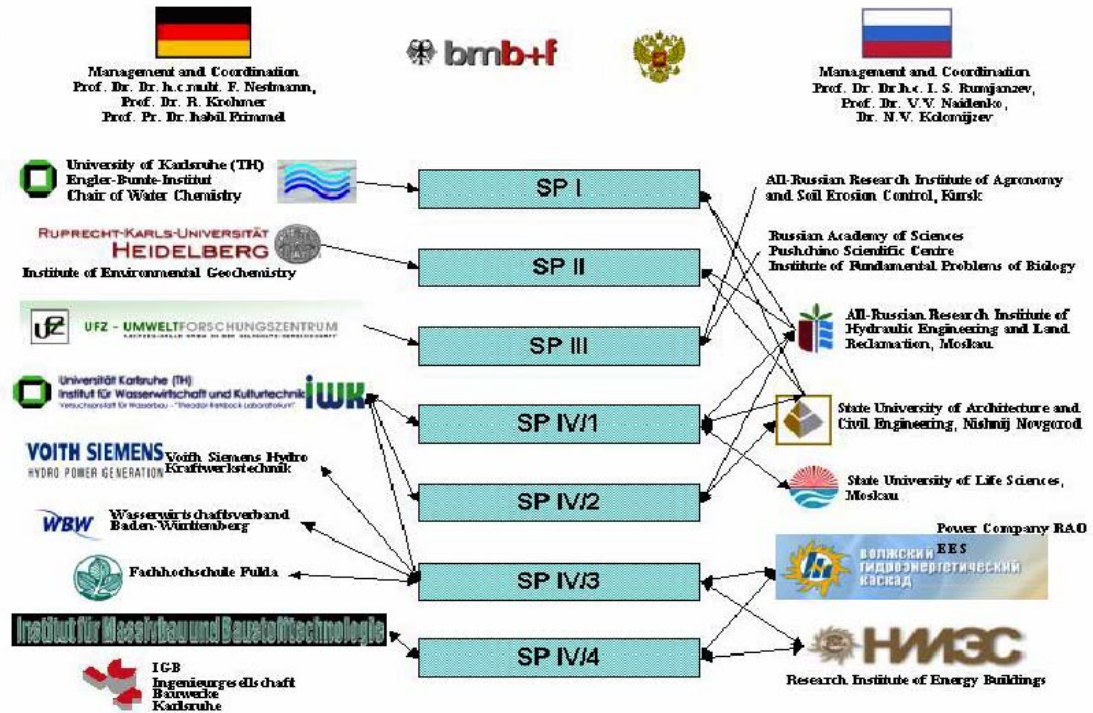 bmb+f
Management and Coordination
Prof. Dr. Dr. h.c.mult. F. Nestmann,
Prof. Dr. R. Krohmer
Prof. Pr. Dr. habil Frimmel
Management and Coordination
Prof. Dr. Dr.h.c. I. S. Rumjanzev,
Prof. Dr. V.V. Naidenko,
Dr. N.V. Kolomijzev
University of Karlsruhe (TH)
Engler-Bunte-Institut
Chair of Water Chemistry
RUPRECHT-KARLS-UNIVERSITÄT
HEIDELBERG
Institute of Environmental Geochemistry
UFZ
UFZ - UMWELTFORSCHUNGSZENTRUM
Universität Karlsruhe (TH)
Institut für Wasserwirtschaft und Kulturtechnik
Versuchsanstalt für Wasserbau - "Theodor-Rehbock-Laboratorium"
iwk
VOITH SIEMENS
HYDRO POWER GENERATION
Voith Siemens Hydro
Kraftwerkstechnik
WBW
Wasserwirtschaftsverband
Baden-Württemberg
Fachhochschule Fulda
Institut für Massivbau und Baustofftechnologie
IGB
Ingenieurgesellschaft
Bauwerke
Karlsruhe
SP I
SP II
SP III
SP IV/1
SP IV/2
SP IV/3
SP IV/4
All-Russian Research Institute of Agronomy
and Soil Erosion Control, Kursk
Russian Academy of Sciences
Pushchino Scientific Centre
Institute of Fundamental Problems of Biology
All-Russian Research Institute of
Hydraulic Engineering and Land
Reclamation, Moskau
State University of Architecture and
Civil Engineering, Nishnij Novgorod
State University of Life Sciences,
Moskau
Power Company RAO
EES
ВОЛЖСКИЙ
ГИДРОЭНЕРГЕТИЧЕСКИЙ
КАСКАД
НИИЭС
Research Institute of Energy Buildings